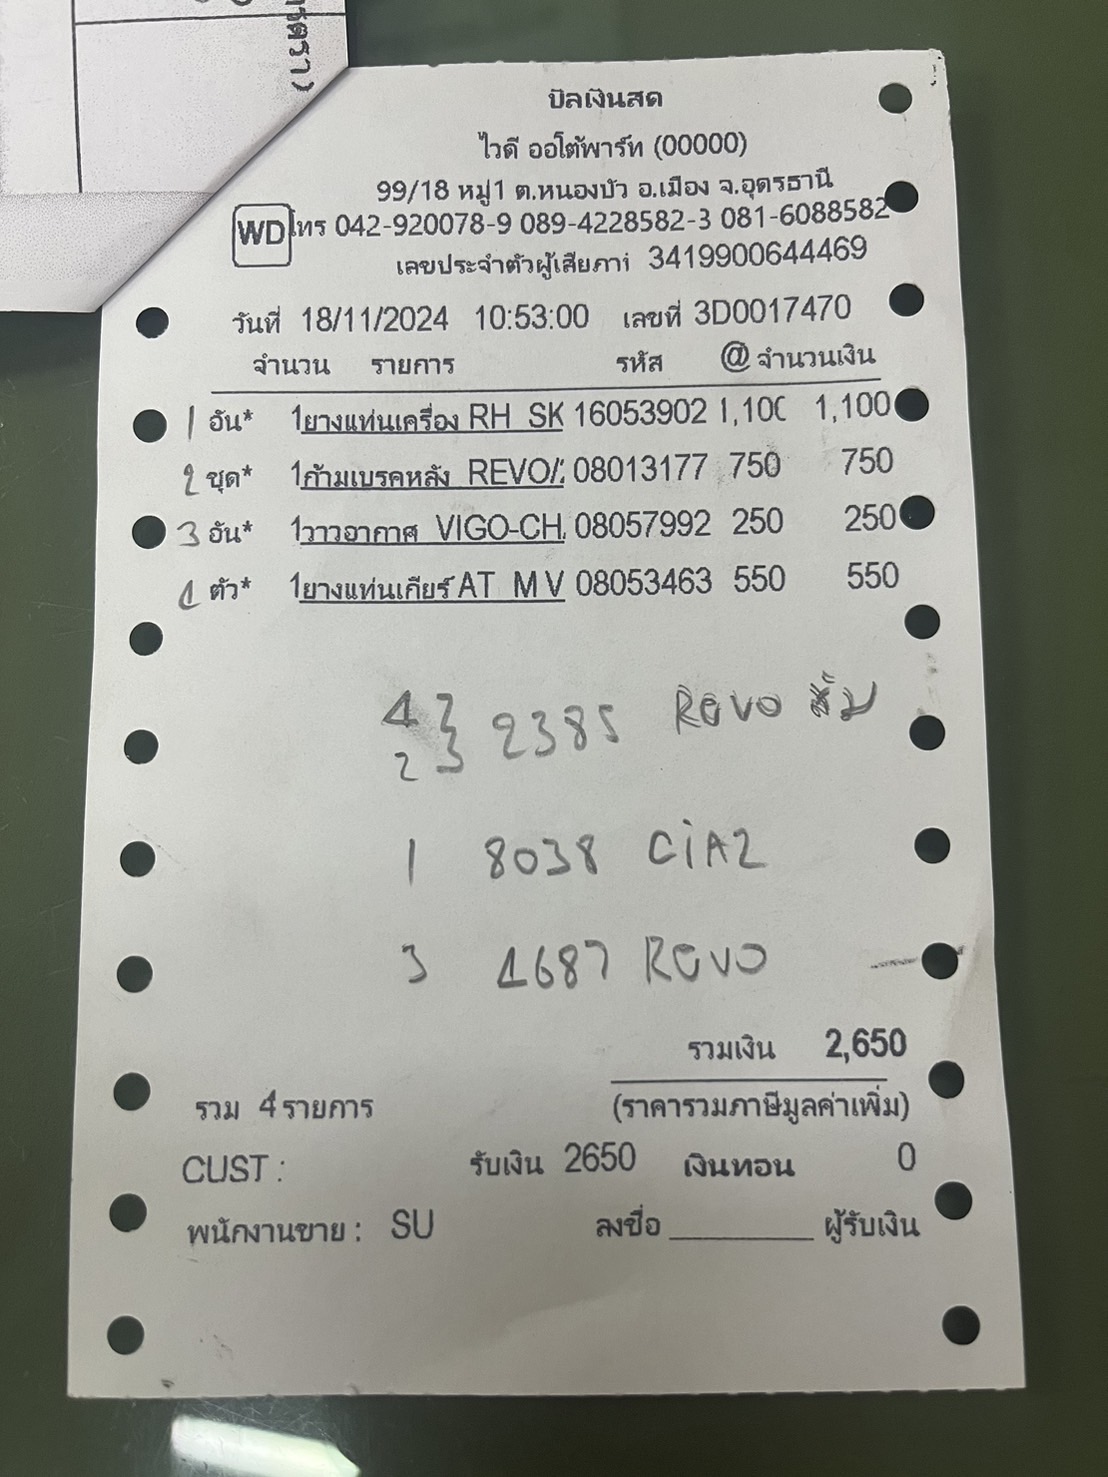 บิลเงินสด
ไวดี ออโต้พาร์ท (00000)
99/18 หมู่1 ต.หนองบัว อ.เมือง จ.อุดรธานี
WD โทร 042-920078-9 089-4228582-3 081-6088582
เลขประจำตัวผู้เสียภาษี 3419900644469
วันที่ 18/11/2024 10:53:00 เลขที่ 3D0017470
จำนวน รายการ รหัส @ จำนวนเงิน
1 อัน* 1ยางแท่นเครื่อง RH SK 16053902 1,100 1,100
2 ชุด* 1ก้ามเบรคหลัง REVO/ 08013177 750 750
3 อัน* 1วาวอากาศ VIGO-CH 08057992 250 250
4 ตัว* 1ยางแท่นเกียร์ AT M V 08053463 550 550
4
2 } 2385 REVO
1 8038 CiAZ
3 4687 REVO
รวมเงิน 2,650
รวม 4รายการ (ราคารวมภาษีมูลค่าเพิ่ม)
CUST : รับเงิน 2650 เงินทอน 0
พนักงานขาย : SU ลงชื่อ ผู้รับเงิน